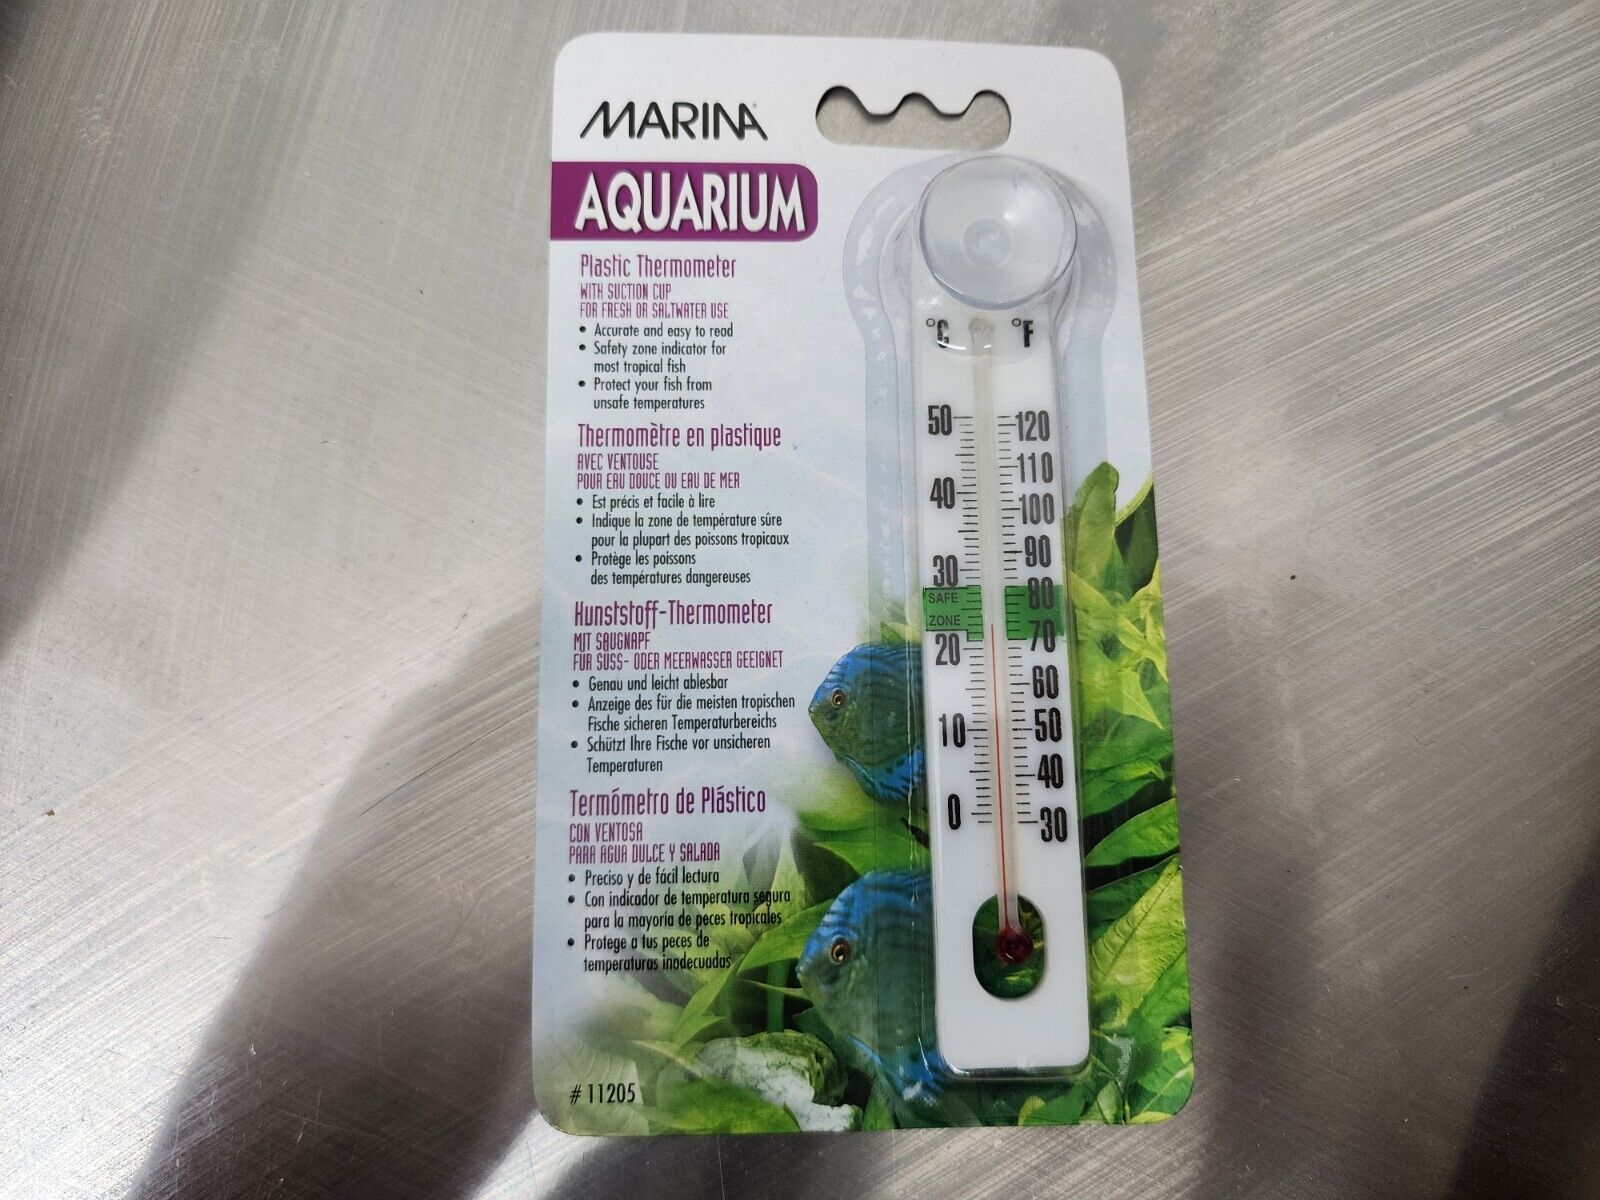 MARINA
AQUARIUM
Plastic Thermometer
WITH SUCTION CUP
FOR FRESH OR SALTWATER USE
• Accurate and easy to read
• Safety zone indicator for
most tropical fish
• Protect your fish from
unsafe temperatures
Thermomètre en plastique
AVEC VENTOUSE
POUR EAU DOUCE OU EAU DE MER
• Est précis et facile à lire
• Indique la zone de température sûre
pour la plupart des poissons tropicaux
• Protège les poissons
des températures dangereuses
Kunststoff-Thermometer
MIT SAUGNAPF
FÜR SÜSS- ODER MEERWASSER GEEIGNET
• Genau und leicht ablesbar
• Anzeige des für die meisten tropischen
Fische sicheren Temperaturbereichs
• Schützt Ihre Fische vor unsicheren
Temperaturen
Termómetro de Plástico
CON VENTOSA
PARA AGUA DULCE Y SALADA
• Preciso y de fácil lectura
• Con indicador de temperatura segura
para la mayoría de peces tropicales
• Protege a tus peces de
temperaturas inadecuadas
# 11205
°C °F
50 120
110
40 100
90
30 80
SAFE
ZONE
20 70
60
10 50
40
0 30